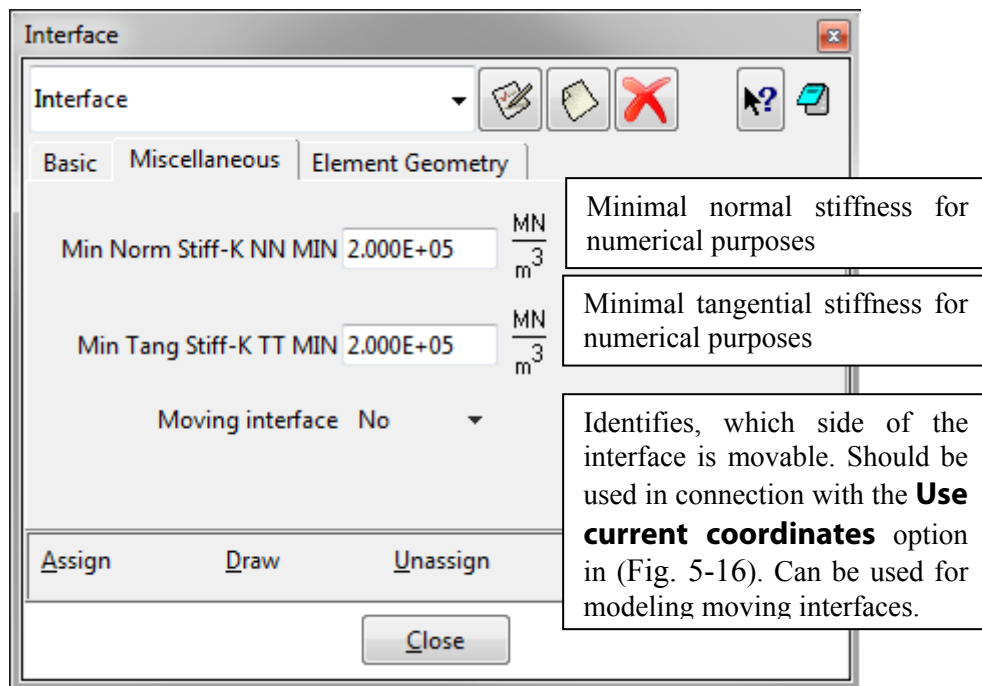 Interface
Interface
Basic Miscellaneous Element Geometry
Min Norm Stiff-K NN MIN 2.000E+05 MN/m3
Minimal normal stiffness for
numerical purposes
Min Tang Stiff-K TT MIN 2.000E+05 MN/m3
Minimal tangential stiffness for
numerical purposes
Moving interface No
Identifies, which side of the
interface is movable. Should be
used in connection with the Use
current coordinates option
in (Fig. 5-16). Can be used for
modeling moving interfaces.
Assign Draw Unassign
Close